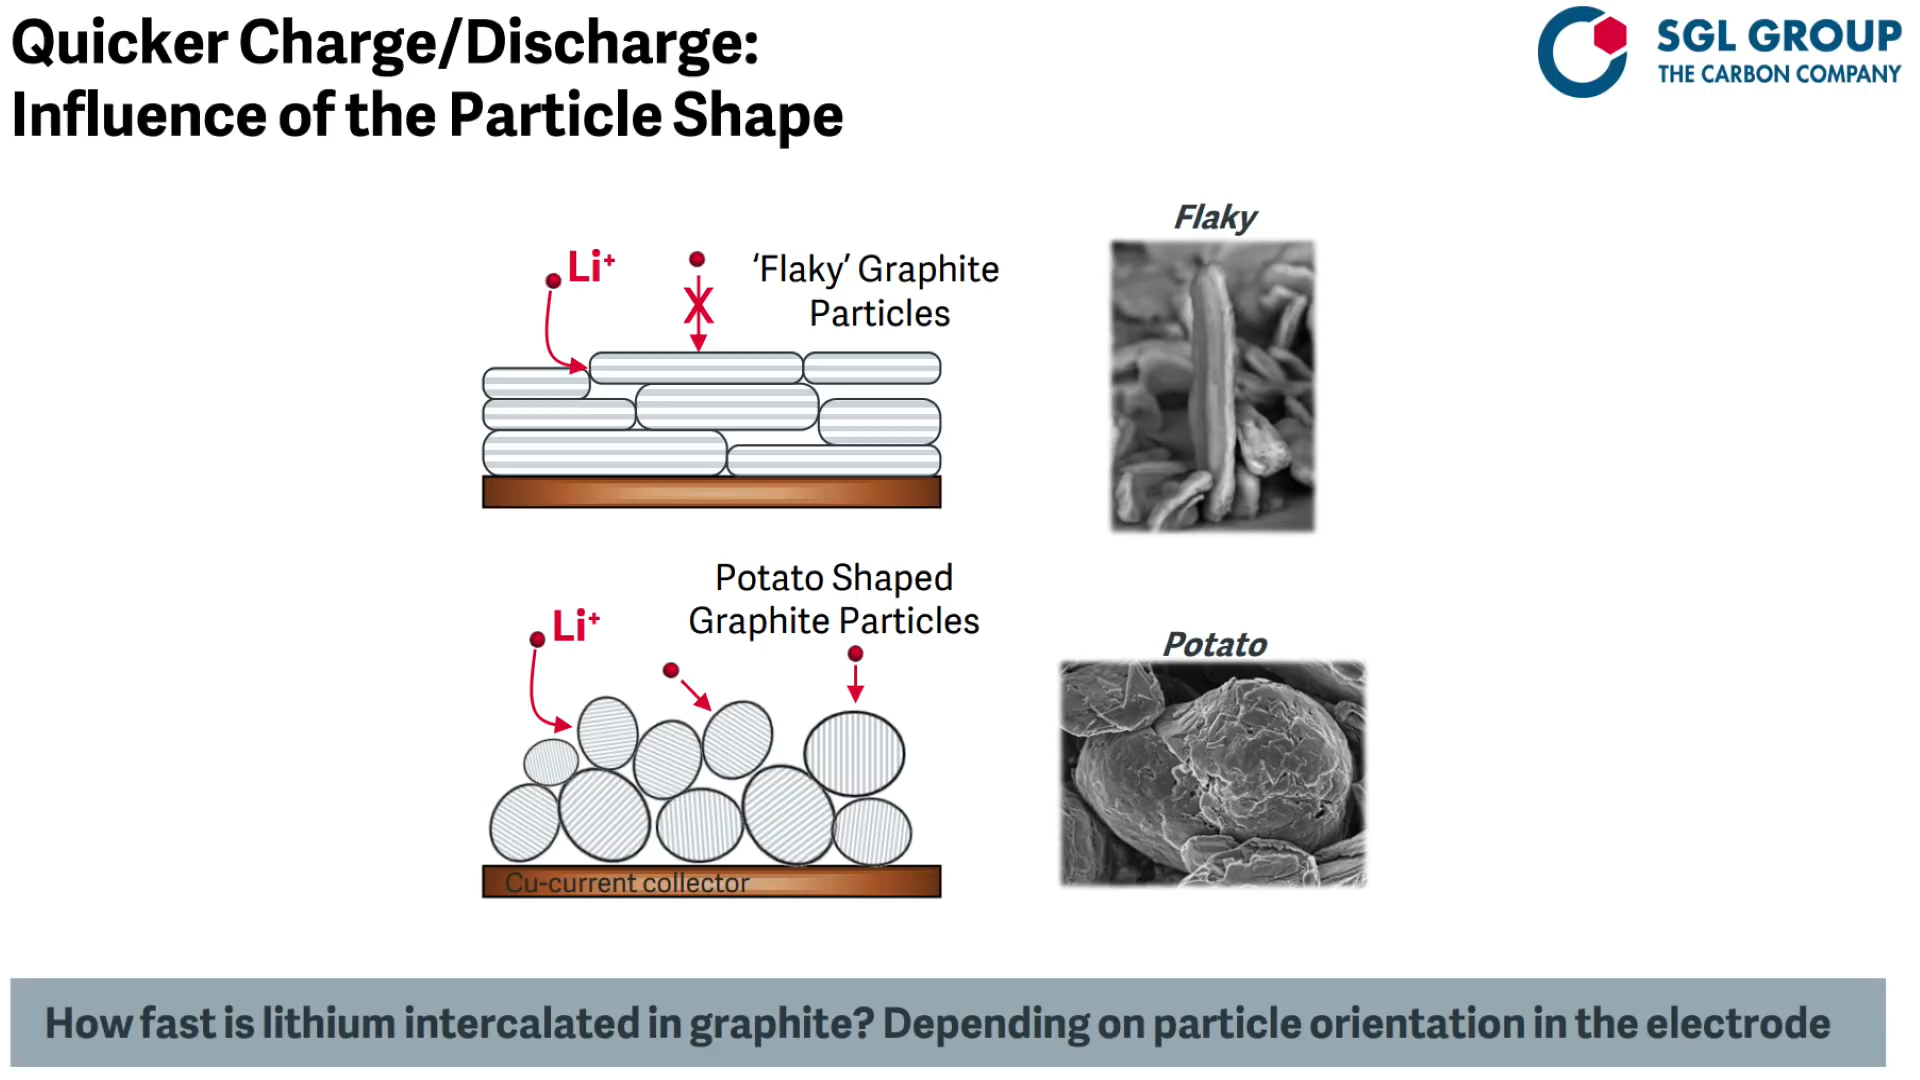 Quicker Charge/Discharge:
Influence of the Particle Shape
SGL GROUP
THE CARBON COMPANY
Flaky
Li⁺
‘Flaky’ Graphite
Particles
X
Potato Shaped
Graphite Particles
Li⁺
Potato
Cu-current collector
How fast is lithium intercalated in graphite? Depending on particle orientation in the electrode